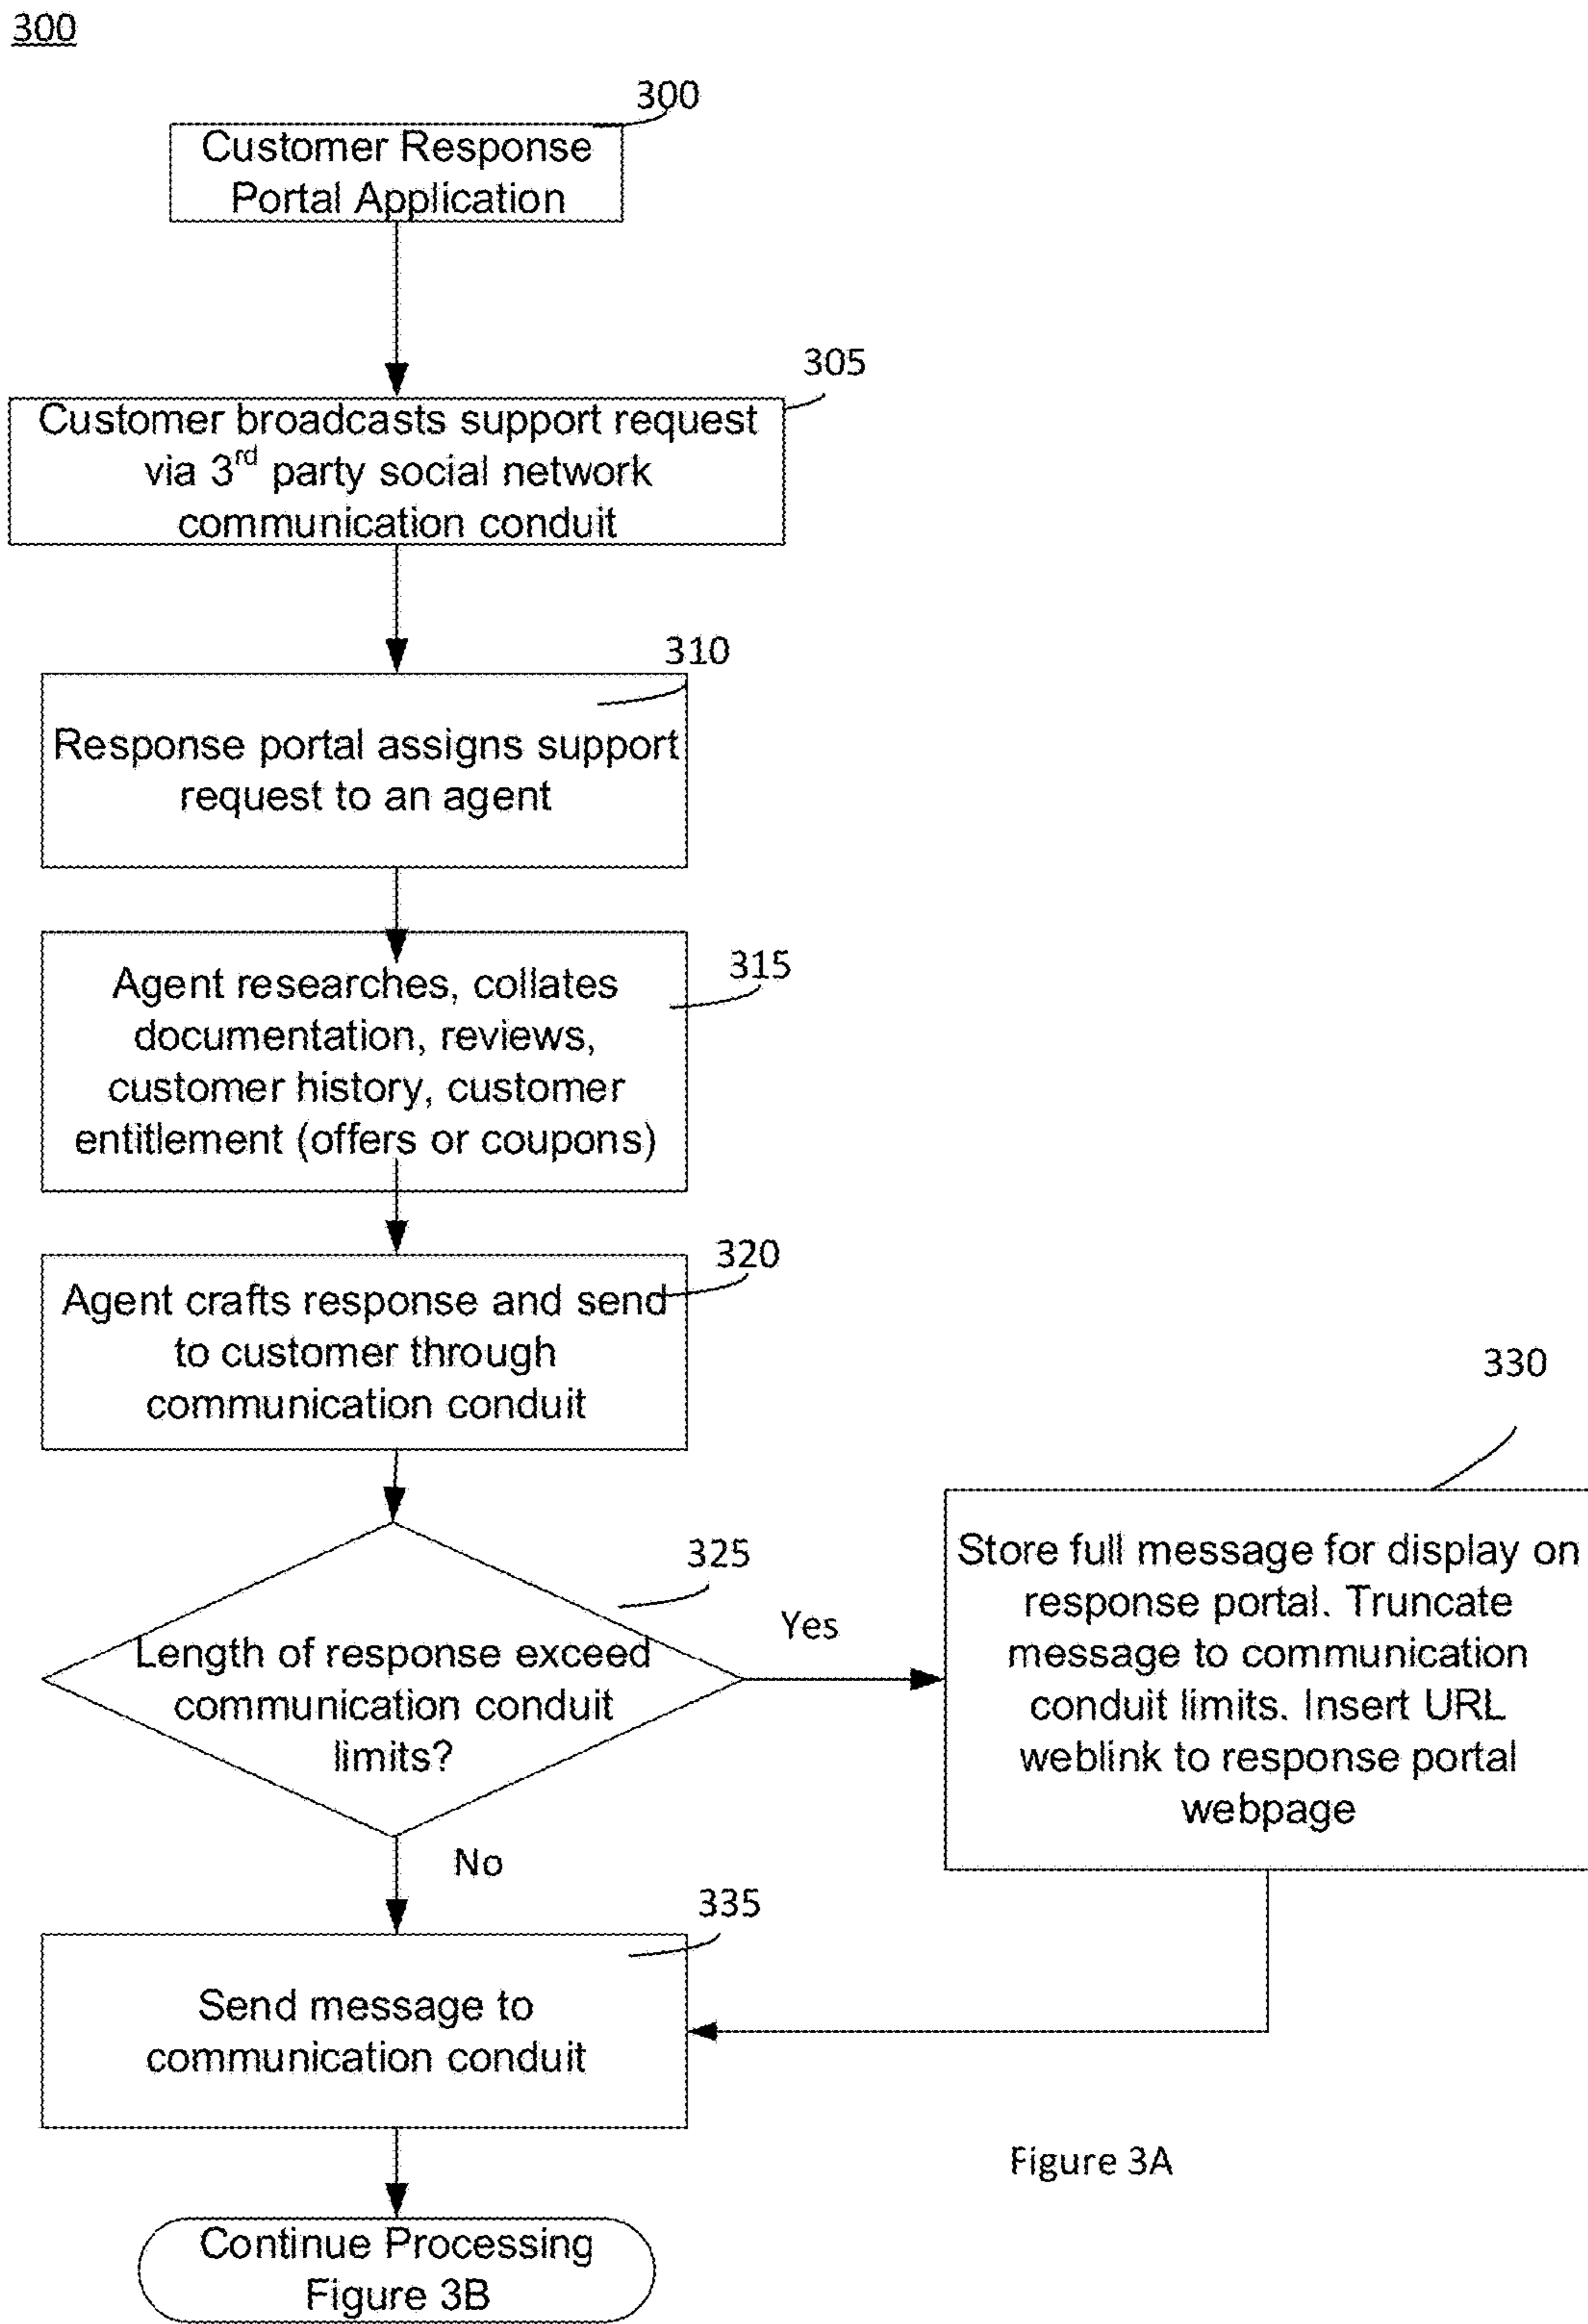 300
300
Customer Response
Portal Application
305
Customer broadcasts support request
via 3rd party social network
communication conduit
310
Response portal assigns support
request to an agent
315
Agent researches, collates
documentation, reviews,
customer history, customer
entitlement (offers or coupons)
320
Agent crafts response and send
to customer through
communication conduit
325
Length of response exceed
communication conduit
limits?
Yes
330
Store full message for display on
response portal. Truncate
message to communication
conduit limits. Insert URL
weblink to response portal
webpage
No
335
Send message to
communication conduit
Figure 3A
Continue Processing
Figure 3B